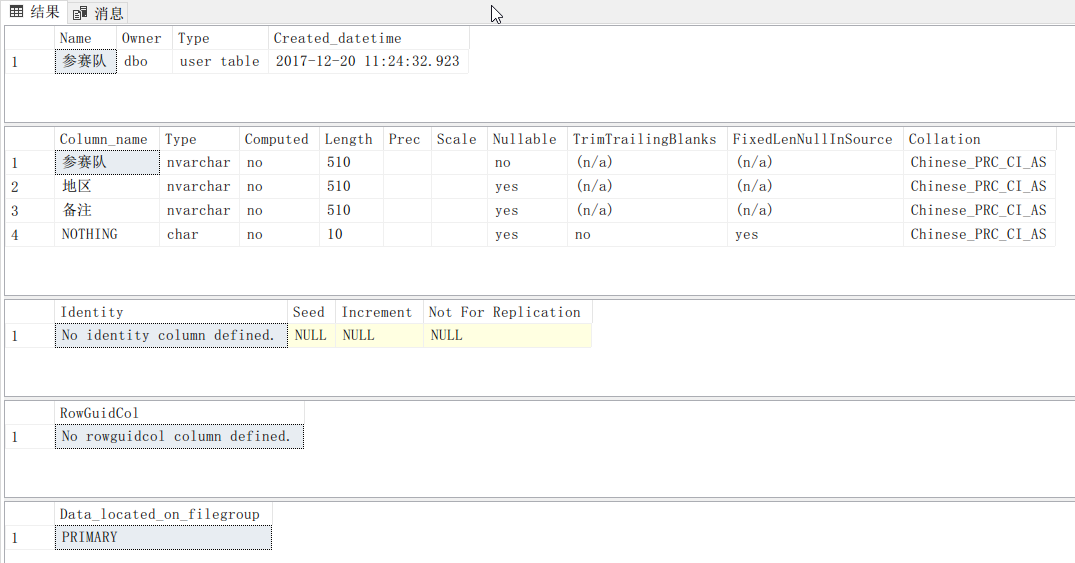 结果 消息
Name Owner Type Created_datetime
1 参赛队 dbo user table 2017-12-20 11:24:32.923
Column_name Type Computed Length Prec Scale Nullable TrimTrailingBlanks FixedLenNullInSource Collation
1 参赛队 nvarchar no 510 no (n/a) (n/a) Chinese_PRC_CI_AS
2 地区 nvarchar no 510 yes (n/a) (n/a) Chinese_PRC_CI_AS
3 备注 nvarchar no 510 yes (n/a) (n/a) Chinese_PRC_CI_AS
4 NOTHING char no 10 yes no yes Chinese_PRC_CI_AS
Identity Seed Increment Not For Replication
1 No identity column defined. NULL NULL NULL
RowGuidCol
1 No rowguidcol column defined.
Data_located_on_filegroup
1 PRIMARY